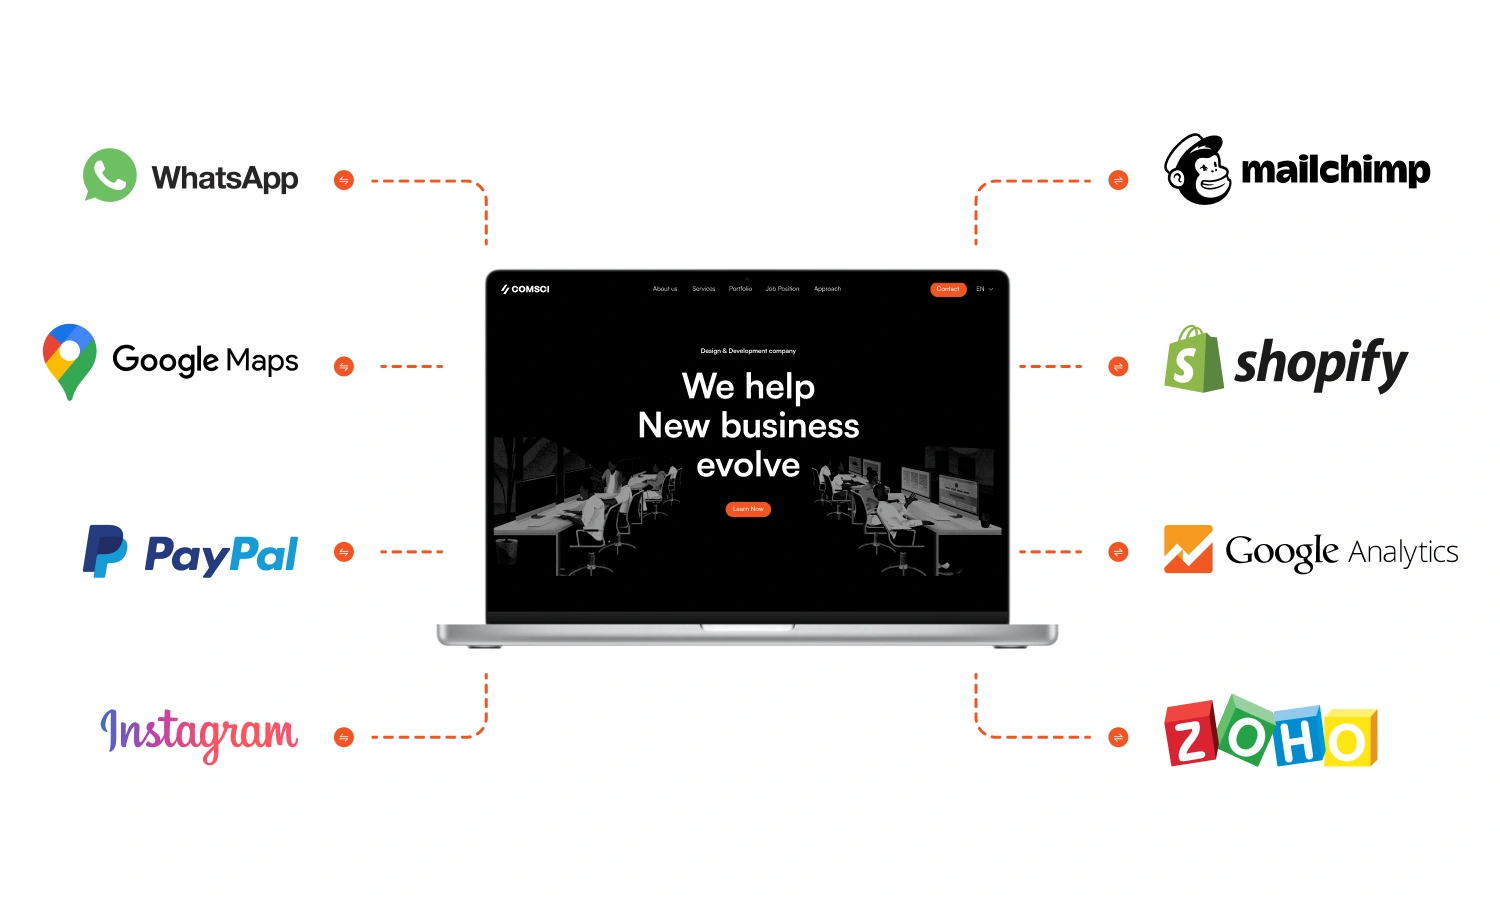 WhatsApp
mailchimp
COMSCI
About us Services Portfolio Job Position Approach
Contact
EN
Google Maps
S shopify
Design & Development company
We help
New business
evolve
Learn Now
PayPal
Google Analytics
Instagram
ZOHO